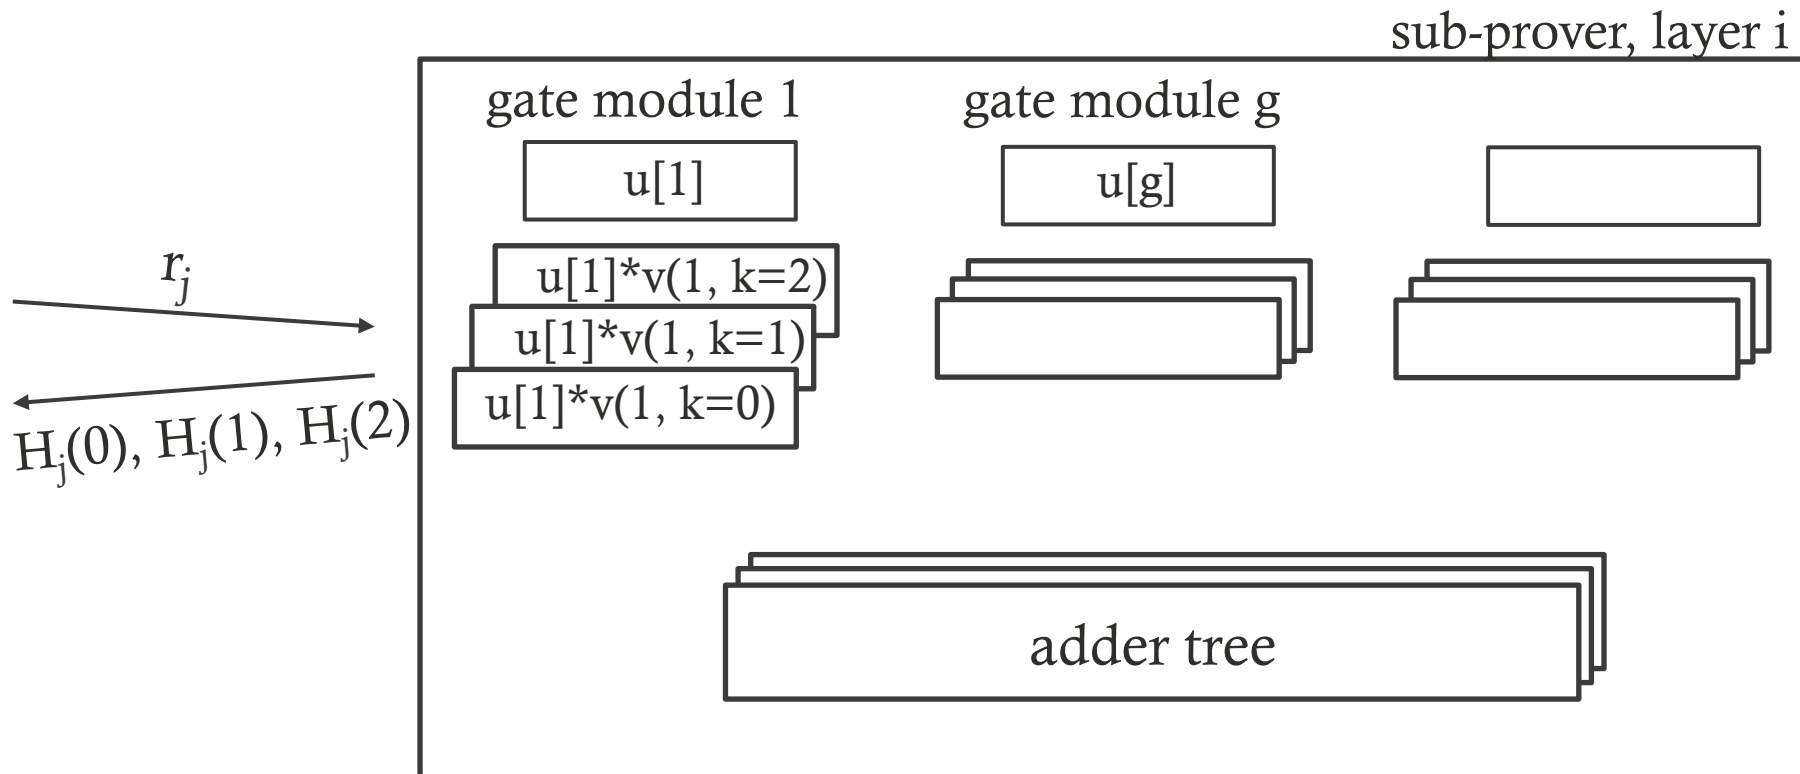 sub-prover, layer i
gate module 1
gate module g
u[1]
u[g]
r_j
u[1]*v(1, k=2)
u[1]*v(1, k=1)
u[1]*v(1, k=0)
H_j(0), H_j(1), H_j(2)
adder tree